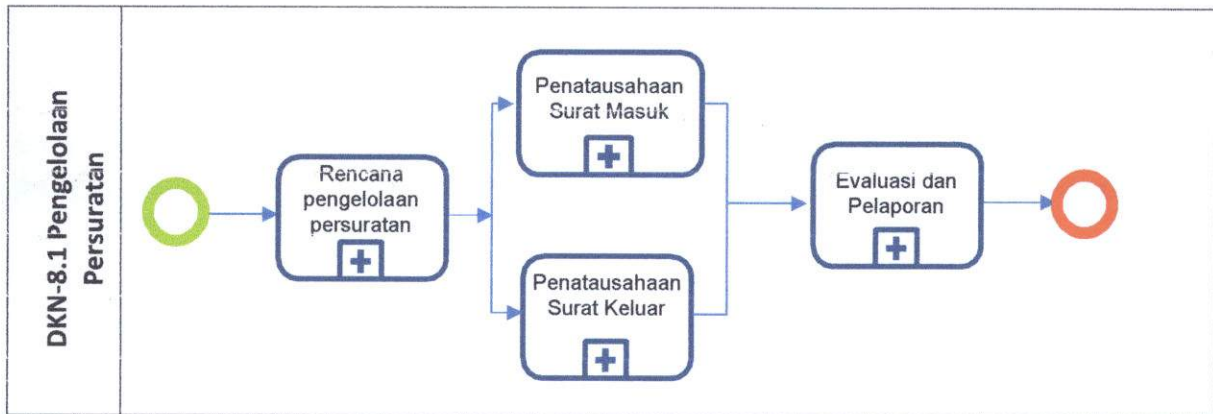 DKN-8.1 Pengelolaan
Persuratan
Rencana
pengelolaan
persuratan
Penatausahaan
Surat Masuk
Penatausahaan
Surat Keluar
Evaluasi dan
Pelaporan